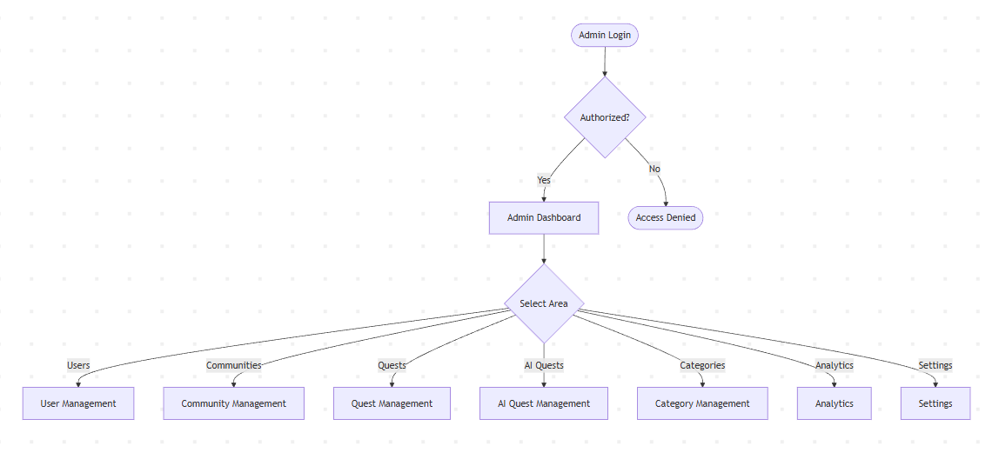 Admin Login
Authorized?
No
Yes
Admin Dashboard
Access Denied
Select Area
Users
Communities
Quests
AI Quests
Categories
Analytics
Settings
User Management
Community Management
Quest Management
AI Quest Management
Category Management
Analytics
Settings